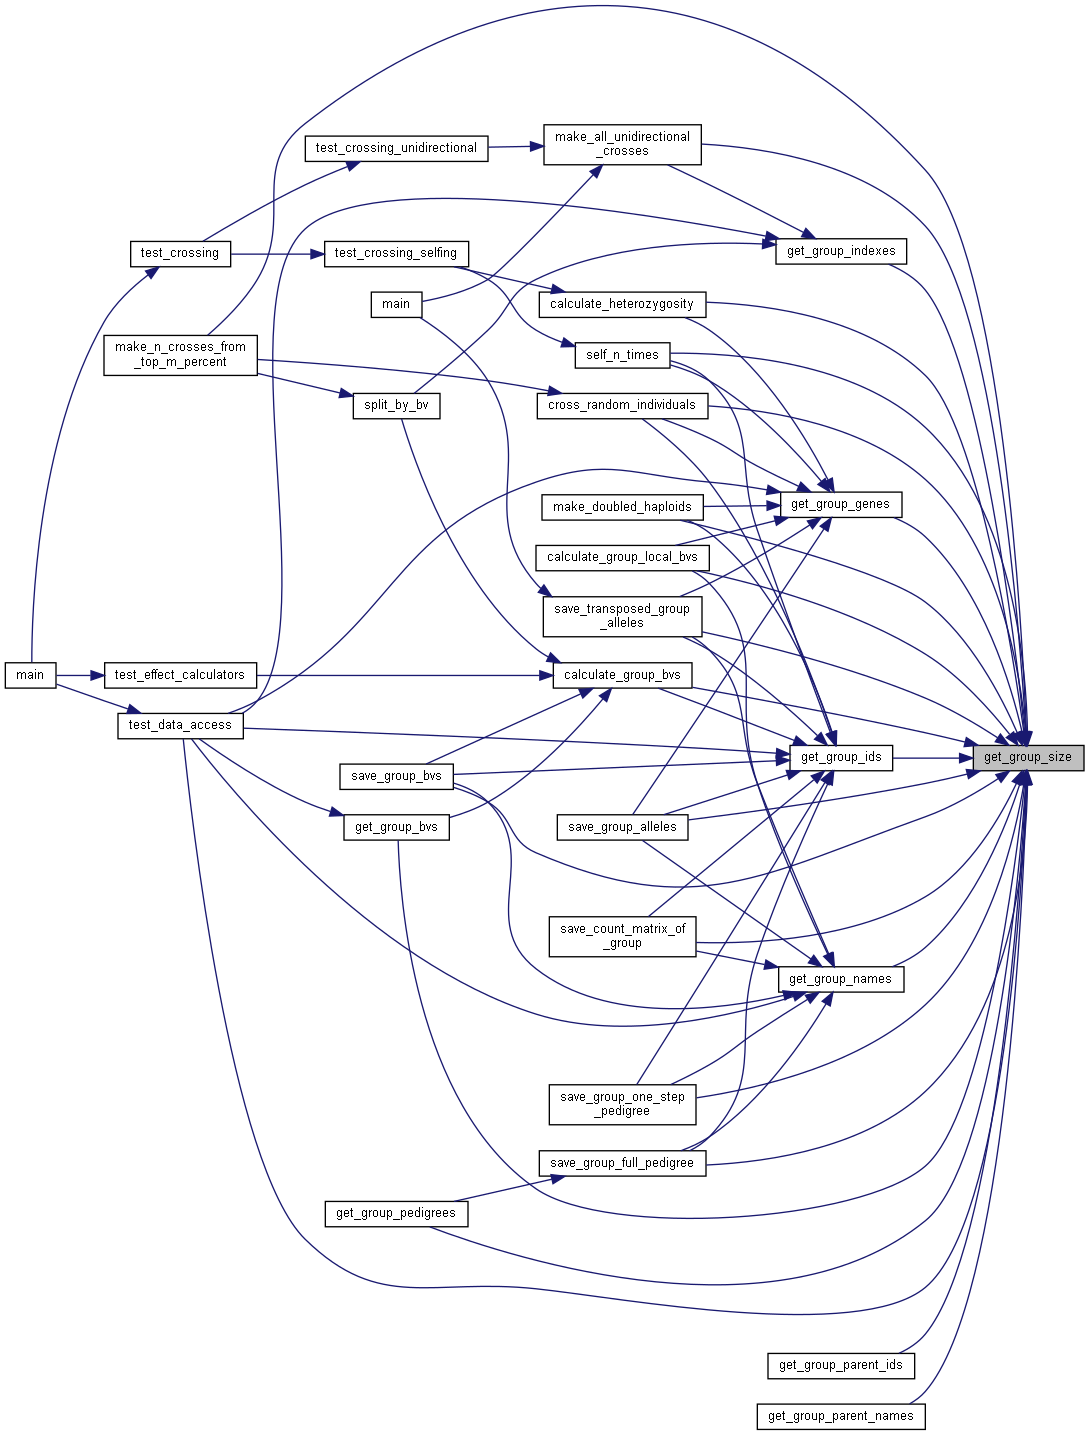 make_all_unidirectional
_crosses
test_crossing_unidirectional
test_crossing
test_crossing_selfing
get_group_indexes
main
calculate_heterozygosity
make_n_crosses_from
_top_m_percent
self_n_times
split_by_bv
cross_random_individuals
make_doubled_haploids
get_group_genes
calculate_group_local_bvs
save_transposed_group
_alleles
main
test_effect_calculators
calculate_group_bvs
test_data_access
get_group_ids
get_group_size
save_group_bvs
get_group_bvs
save_group_alleles
save_count_matrix_of
_group
get_group_names
save_group_one_step
_pedigree
save_group_full_pedigree
get_group_pedigrees
get_group_parent_ids
get_group_parent_names